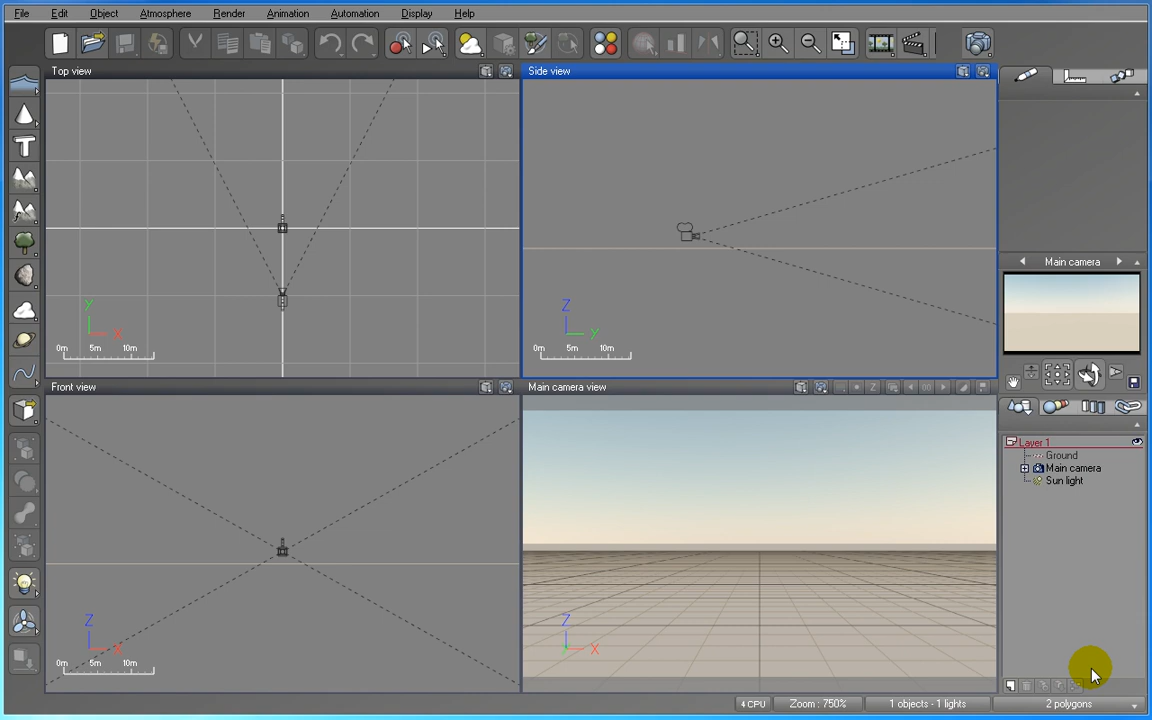 File Edit Object Atmosphere Render Animation Automation Display Help
Top view
Side view
Y
X
0m 5m 10m
Z
Y
0m 5m 10m
Main camera
Front view
Main camera view
Z
X
0m 5m 10m
Z
X
Layer 1
Ground
Main camera
Sun light
4 CPU Zoom : 750% 1 objects - 1 lights 2 polygons